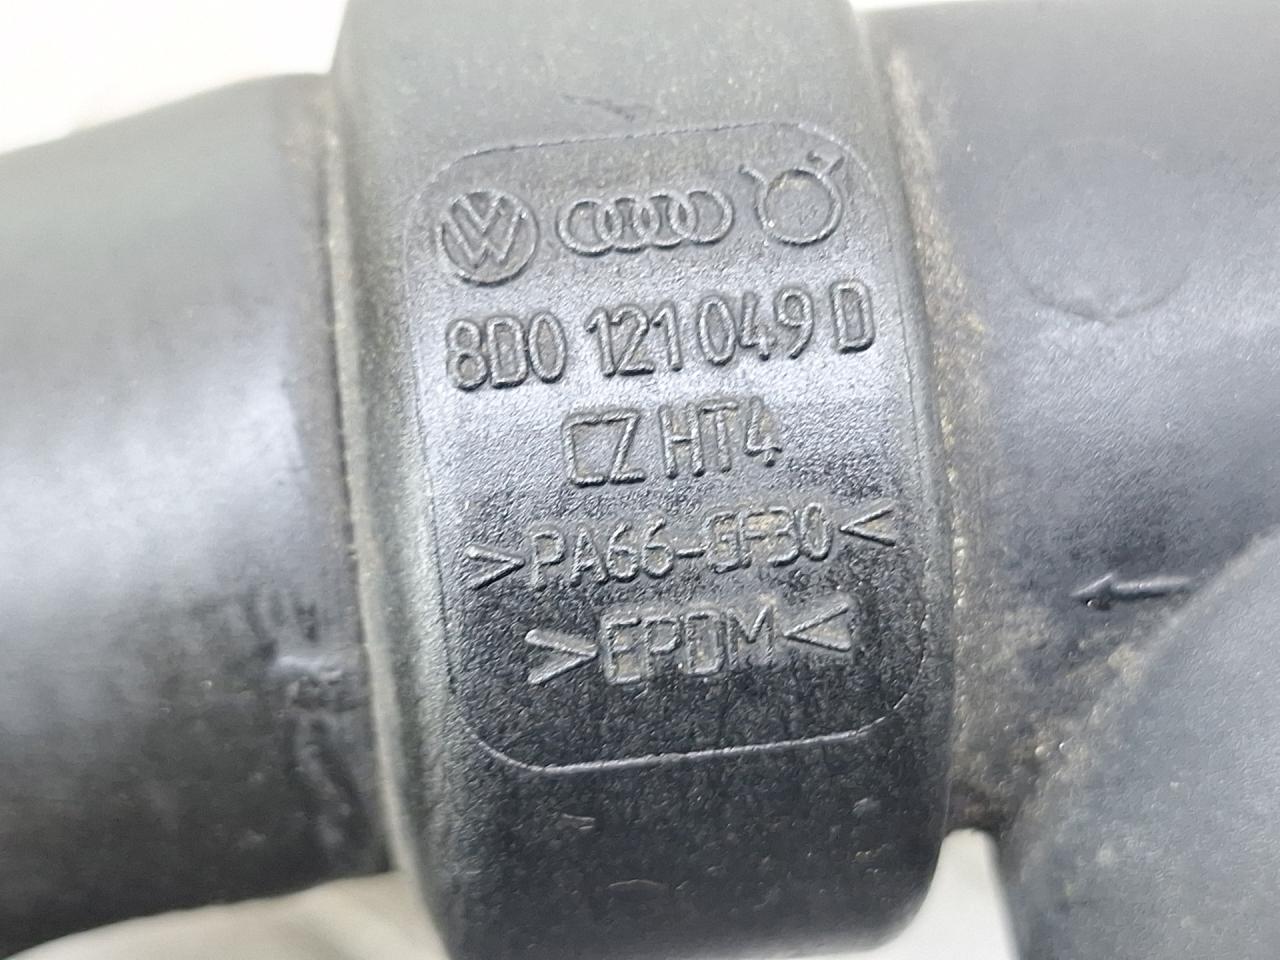 8D0 121 049 D
CZ HT4
>PA66-GF30<
>EPDM<